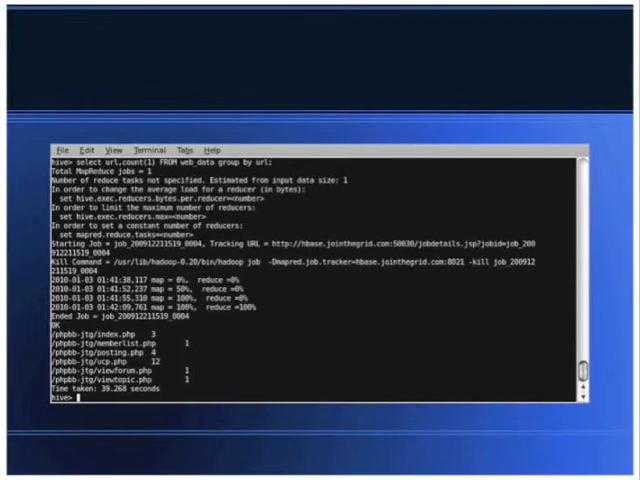 File Edit View Terminal Tabs Help
hive> select url,count(1) FROM web_data group by url;
Total MapReduce jobs = 1
Number of reduce tasks not specified. Estimated from input data size: 1
In order to change the average load for a reducer (in bytes):
set hive.exec.reducers.bytes.per.reducer=<number>
In order to limit the maximum number of reducers:
set hive.exec.reducers.max=<number>
In order to set a constant number of reducers:
set mapred.reduce.tasks=<number>
Starting Job = job_200912211519_0004, Tracking URL = http://hbase.jointhegrid.com:50030/jobdetails.jsp?jobid=job_200
912211519_0004
Kill Command = /usr/lib/hadoop-0.20/bin/hadoop job -Dmapred.job.tracker=hbase.jointhegrid.com:8021 -kill job_200912
211519_0004
2010-01-03 01:41:38,117 map = 0%, reduce =0%
2010-01-03 01:41:52,237 map = 50%, reduce =0%
2010-01-03 01:41:55,310 map = 100%, reduce =0%
2010-01-03 01:42:09,761 map = 100%, reduce =100%
Ended Job = job_200912211519_0004
OK
/phpbb-jtg/index.php 3
/phpbb-jtg/memberlist.php 1
/phpbb-jtg/posting.php 4
/phpbb-jtg/ucp.php 12
/phpbb-jtg/viewforum.php 1
/phpbb-jtg/viewtopic.php 1
Time taken: 39.268 seconds
hive>